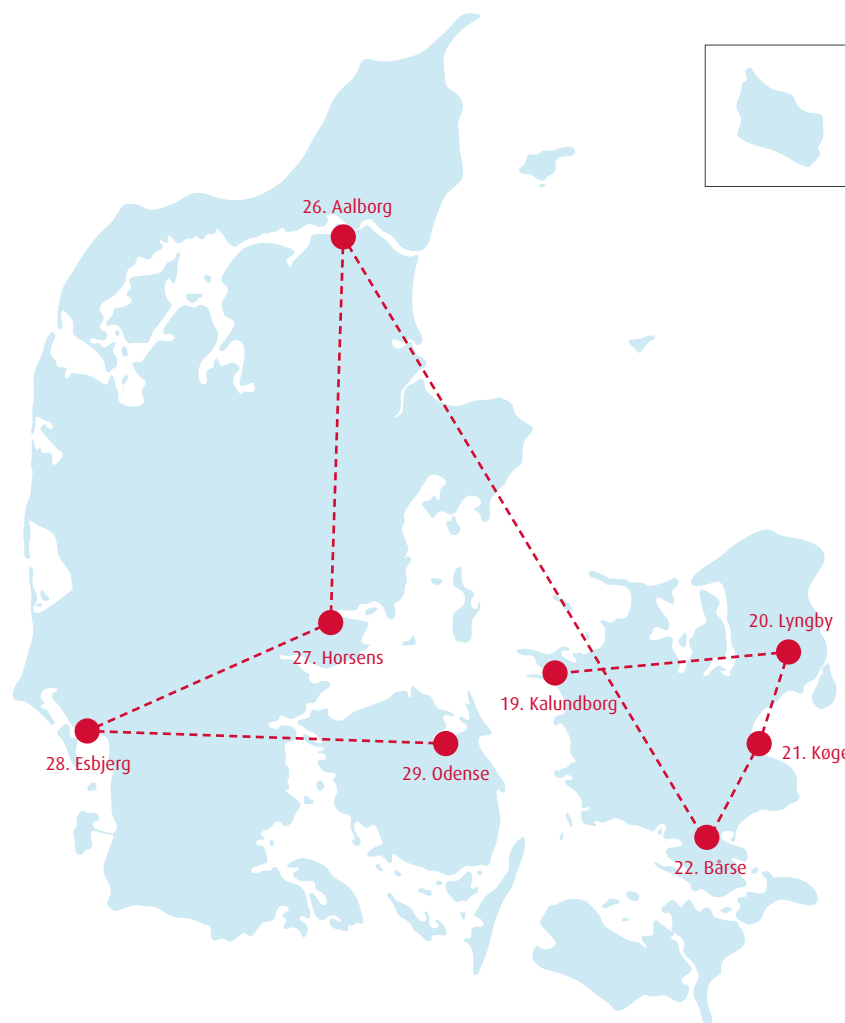 26. Aalborg
20. Lyngby
27. Horsens
19. Kalundborg
21. Køge
28. Esbjerg
29. Odense
22. Bårse